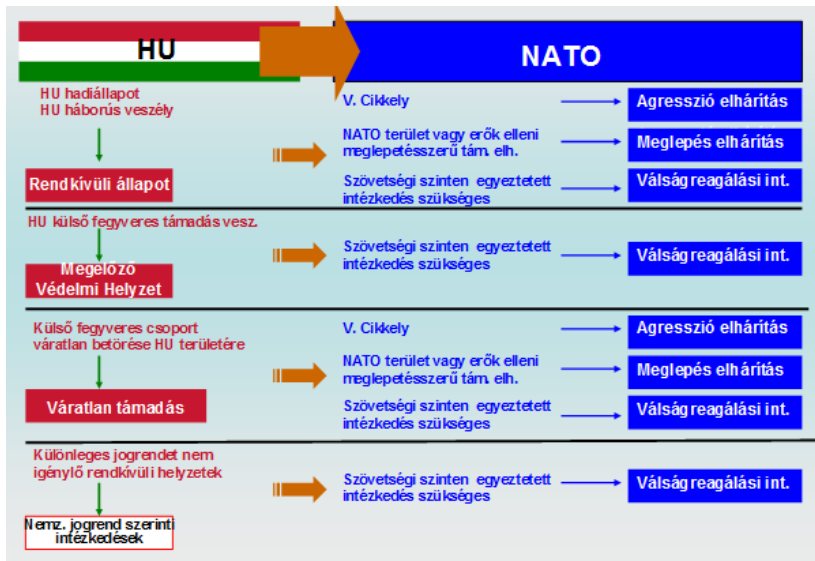 HU
NATO
HU hadiállapot
HU háborús veszély
Rendkívüli állapot
V. Cikkely
Agresszió elhárítás
NATO terület vagy erők elleni
meglepetésszerű tám. elh.
Meglepés elhárítás
Szövetségi szinten egyeztetett
intézkedés szükséges
Válságreagálási int.
HU külső fegyveres támadás vesz.
Megelőző
Védelmi Helyzet
Szövetségi szinten egyeztetett
intézkedés szükséges
Válságreagálási int.
Külső fegyveres csoport
váratlan betörése HU területére
Váratlan támadás
V. Cikkely
Agresszió elhárítás
NATO terület vagy erők elleni
meglepetésszerű tám. elh.
Meglepés elhárítás
Szövetségi szinten egyeztetett
intézkedés szükséges
Válságreagálási int.
Különleges jogrendet nem
igénylő rendkívüli helyzetek
Nemz. jogrend szerinti
intézkedések
Szövetségi szinten egyeztetett
intézkedés szükséges
Válságreagálási int.